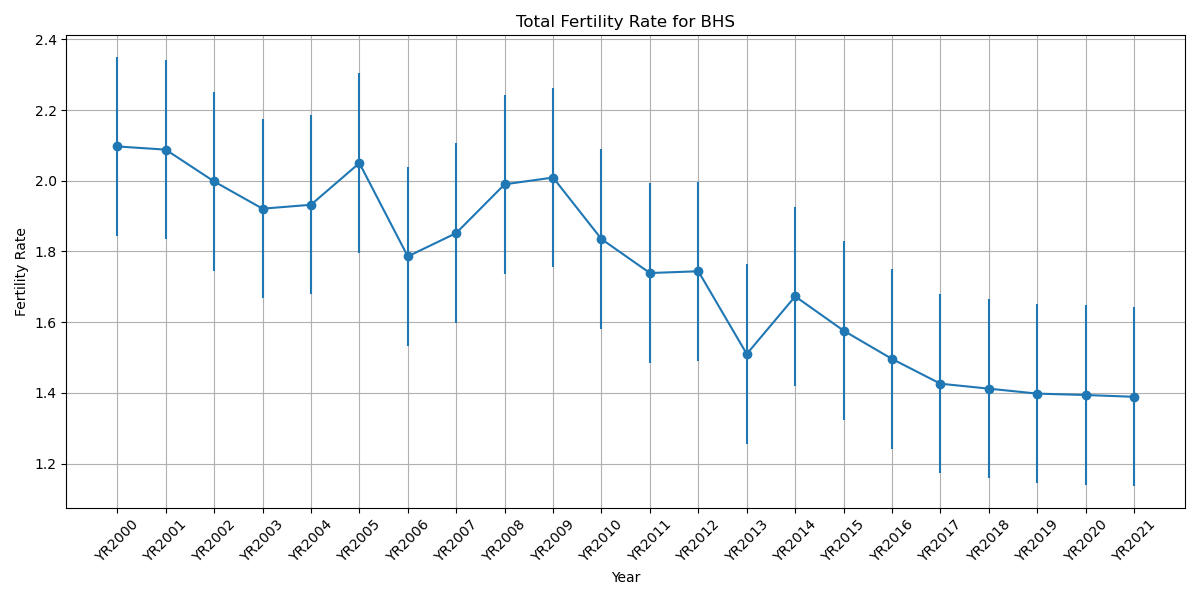 Total Fertility Rate for BHS
Fertility Rate
2.4
2.2
2.0
1.8
1.6
1.4
1.2
YR2000
YR2001
YR2002
YR2003
YR2004
YR2005
YR2006
YR2007
YR2008
YR2009
YR2010
YR2011
YR2012
YR2013
YR2014
YR2015
YR2016
YR2017
YR2018
YR2019
YR2020
YR2021
Year